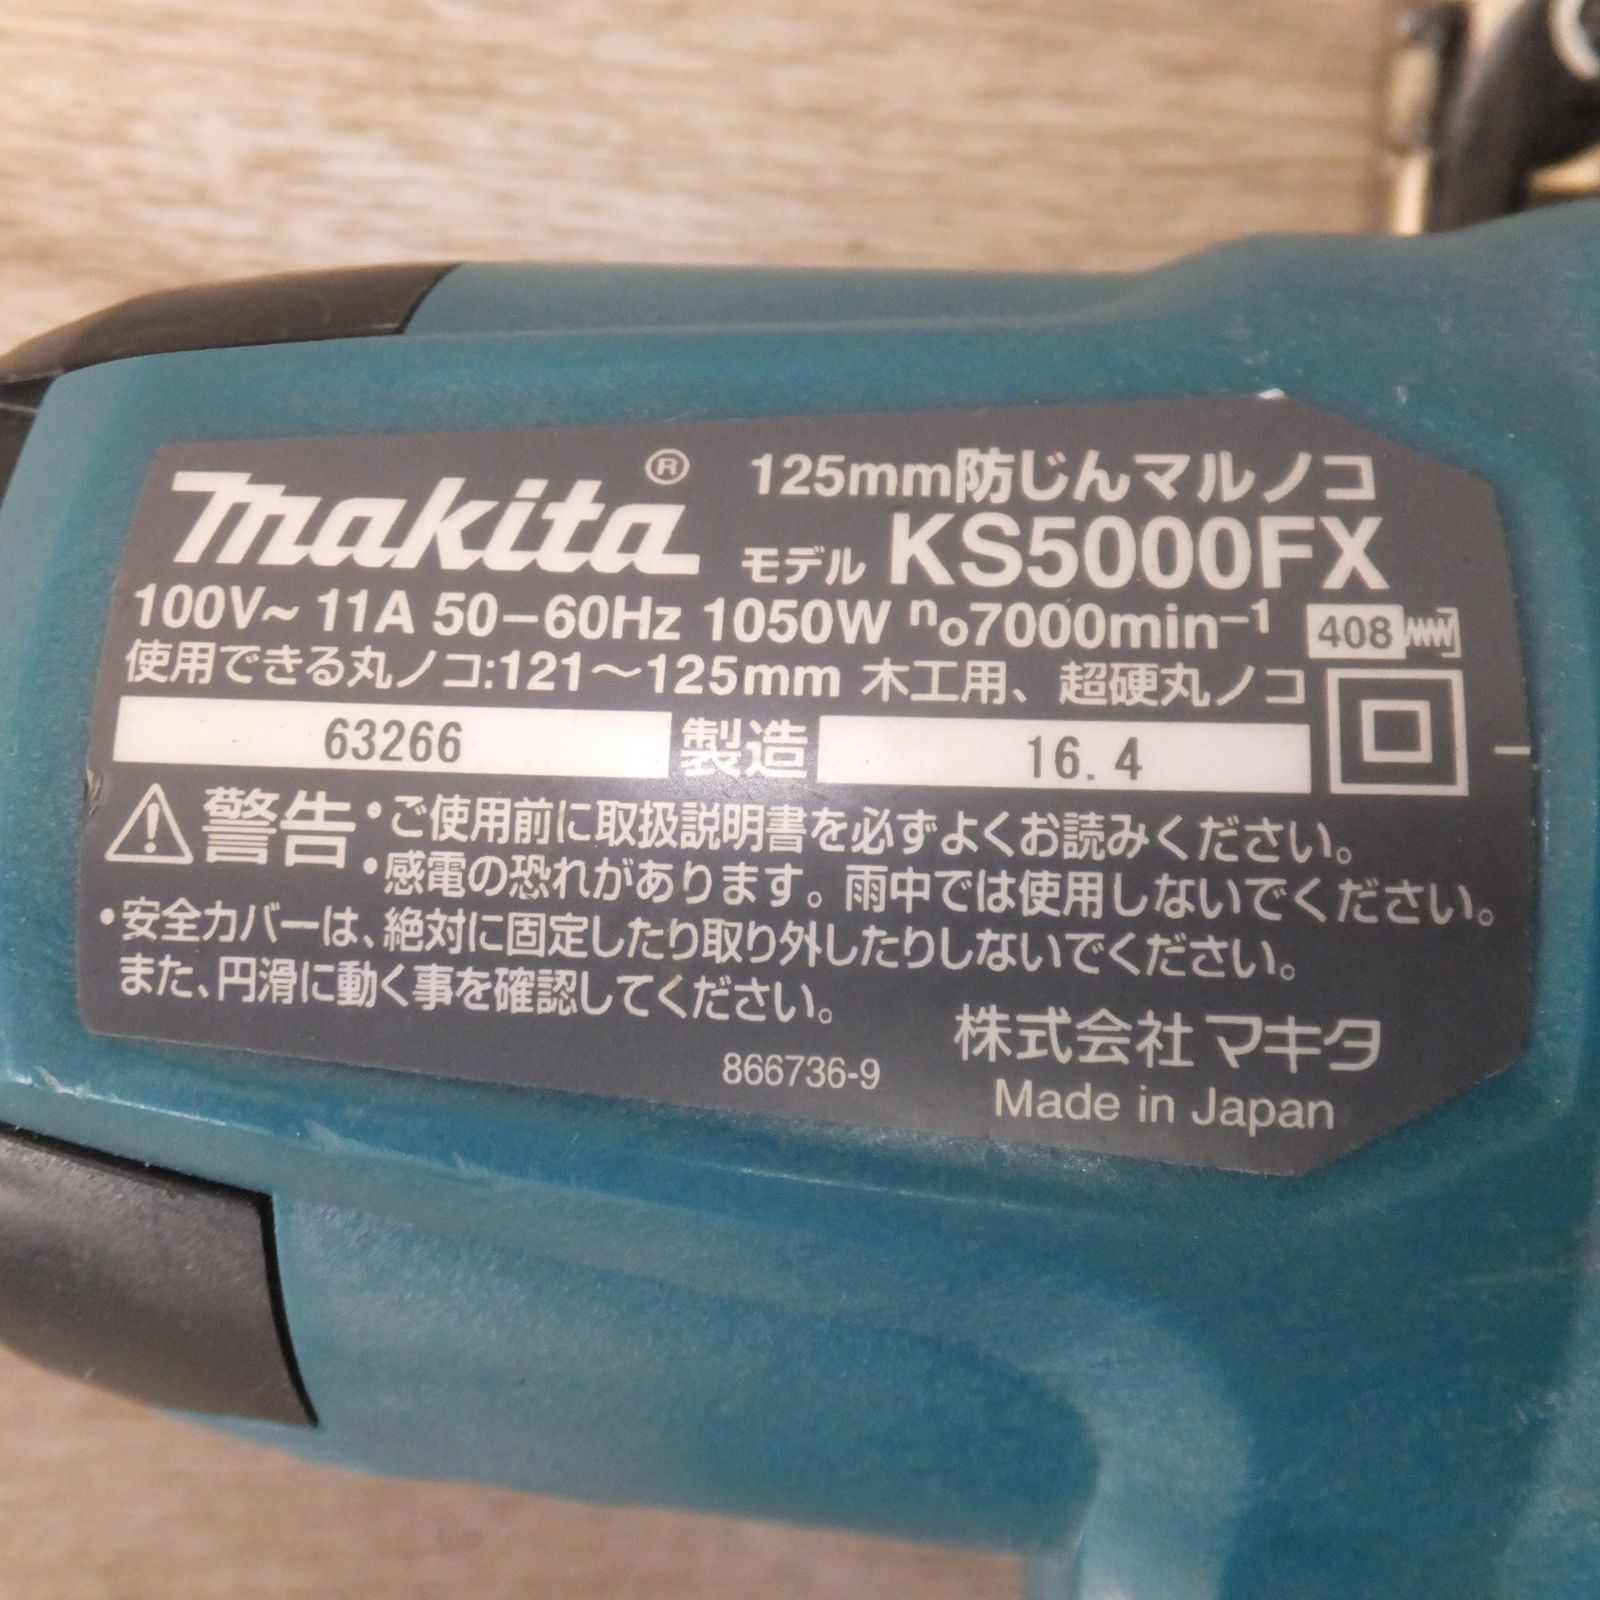 makita®
125mm防じんマルノコ
モデル KS5000FX
100V~ 11A 50-60Hz 1050W n₀7000min⁻¹ 408
使用できる丸ノコ:121~125mm 木工用、超硬丸ノコ
63266 製造 16.4
警告
・ご使用前に取扱説明書を必ずよくお読みください。
・感電の恐れがあります。雨中では使用しないでください。
・安全カバーは、絶対に固定したり取り外したりしないでください。
また、円滑に動く事を確認してください。
株式会社マキタ
866736-9
Made in Japan